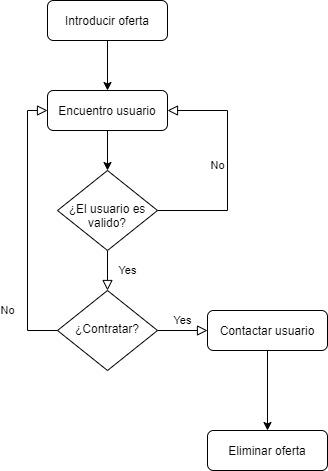 Introducir oferta
Encuentro usuario
No
¿El usuario es
valido?
Yes
No
¿Contratar?
Yes
Contactar usuario
Eliminar oferta